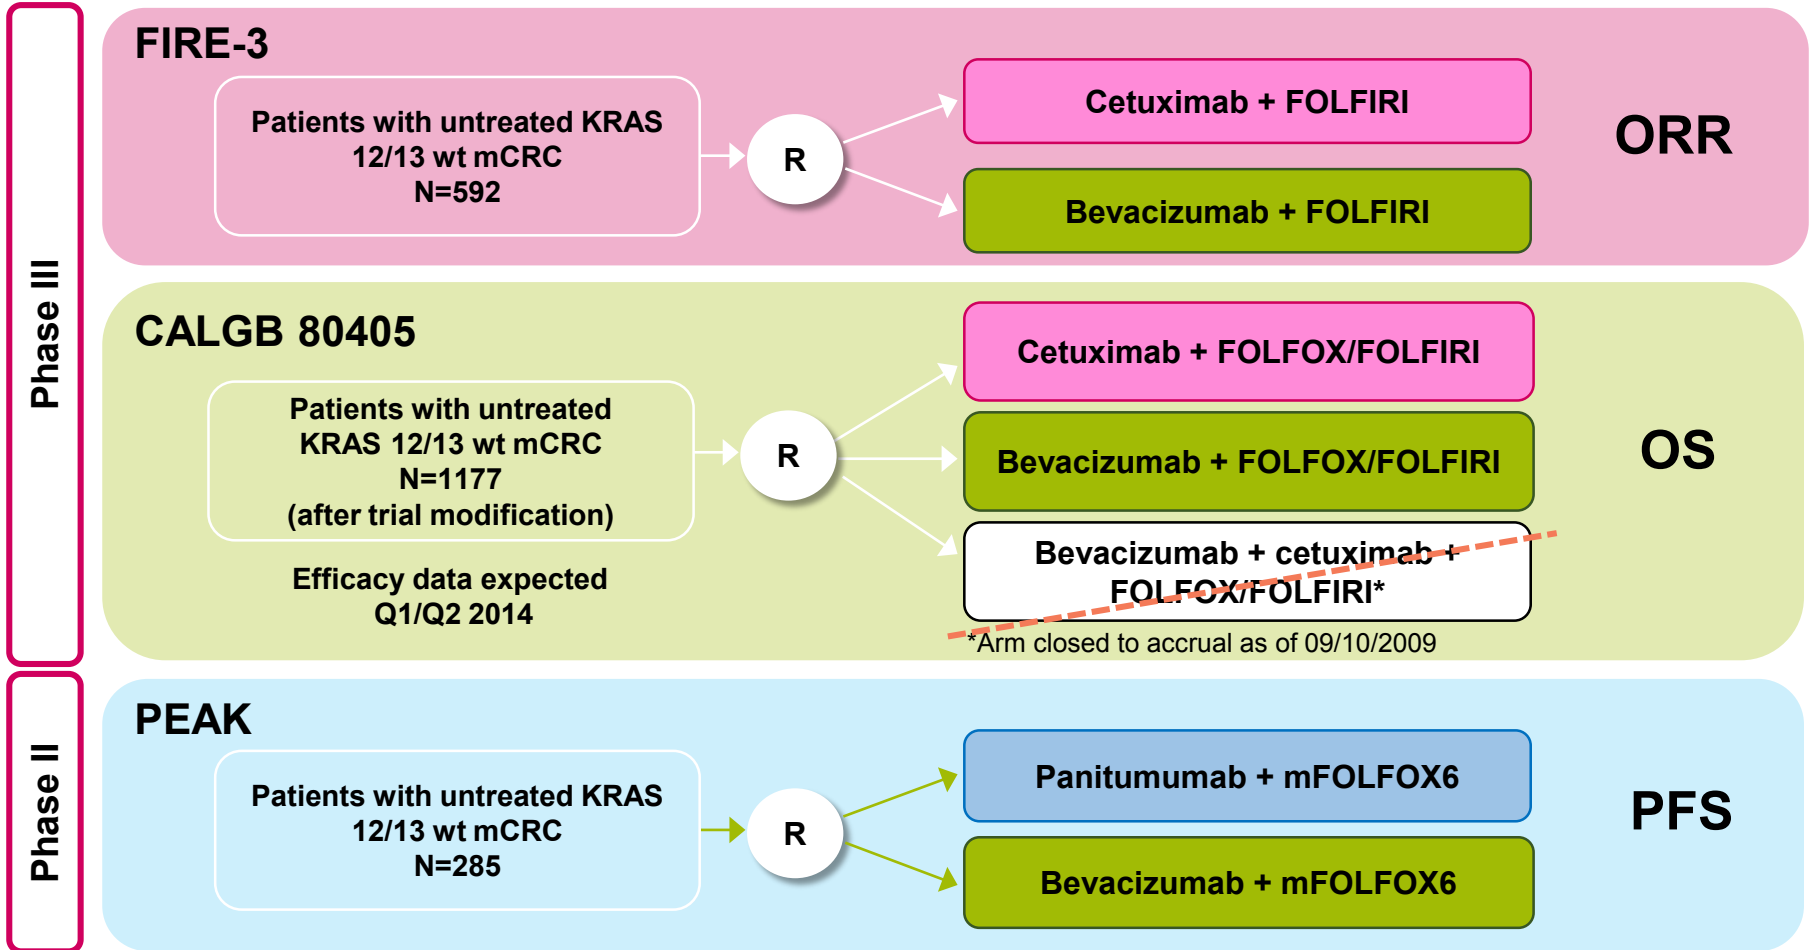 Phase III
FIRE-3
Patients with untreated KRAS
12/13 wt mCRC
N=592
R
Cetuximab + FOLFIRI
Bevacizumab + FOLFIRI
ORR
CALGB 80405
Patients with untreated
KRAS 12/13 wt mCRC
N=1177
(after trial modification)
Efficacy data expected
Q1/Q2 2014
R
Cetuximab + FOLFOX/FOLFIRI
Bevacizumab + FOLFOX/FOLFIRI
Bevacizumab + cetuximab +
FOLFOX/FOLFIRI*
*Arm closed to accrual as of 09/10/2009
OS
Phase II
PEAK
Patients with untreated KRAS
12/13 wt mCRC
N=285
R
Panitumumab + mFOLFOX6
Bevacizumab + mFOLFOX6
PFS